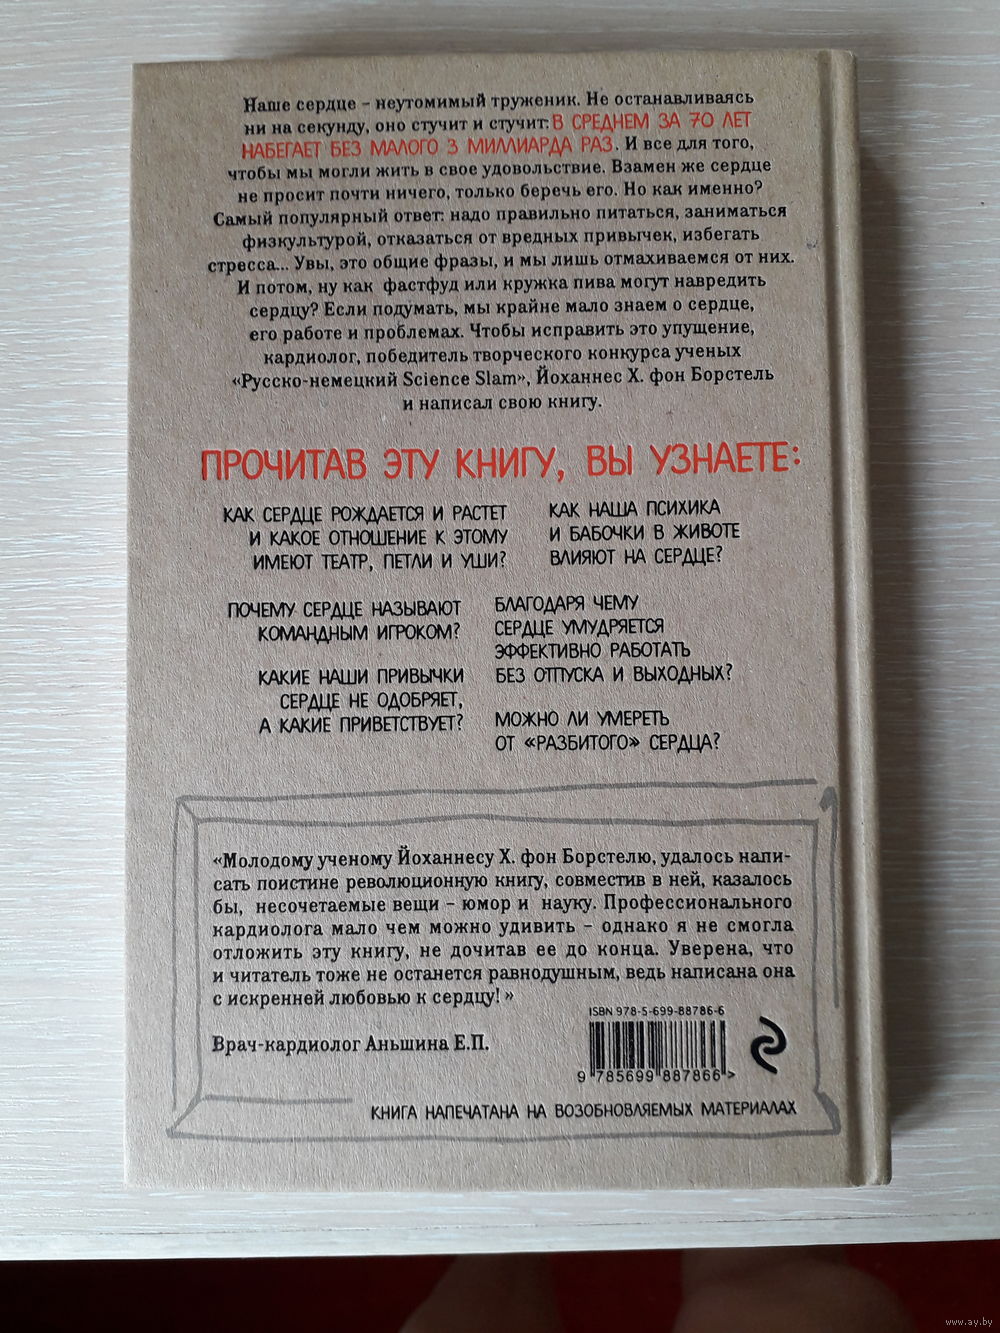 Наше сердце – неутомимый труженик. Не останавливаясь
ни на секунду, оно стучит и стучит: В СРЕДНЕМ ЗА 70 ЛЕТ
НАБЕГАЕТ БЕЗ МАЛОГО 3 МИЛЛИАРДА РАЗ. И все для того,
чтобы мы могли жить в свое удовольствие. Взамен же сердце
не просит почти ничего, только беречь его. Но как именно?
Самый популярный ответ: надо правильно питаться, заниматься
физкультурой, отказаться от вредных привычек, избегать
стресса... Увы, это общие фразы, и мы лишь отмахиваемся от них.
И потом, ну как фастфуд или кружка пива могут навредить
сердцу? Если подумать, мы крайне мало знаем о сердце,
его работе и проблемах. Чтобы исправить это упущение,
кардиолог, победитель творческого конкурса ученых
«Русско-немецкий Science Slam», Йоханнес Х. фон Борстель
и написал свою книгу.
ПРОЧИТАВ ЭТУ КНИГУ, ВЫ УЗНАЕТЕ:
КАК СЕРДЦЕ РОЖДАЕТСЯ И РАСТЕТ
И КАКОЕ ОТНОШЕНИЕ К ЭТОМУ
ИМЕЮТ ТЕАТР, ПЕТЛИ И УШИ?
КАК НАША ПСИХИКА
И БАБОЧКИ В ЖИВОТЕ
ВЛИЯЮТ НА СЕРДЦЕ?
ПОЧЕМУ СЕРДЦЕ НАЗЫВАЮТ
КОМАНДНЫМ ИГРОКОМ?
БЛАГОДАРЯ ЧЕМУ
СЕРДЦЕ УМУДРЯЕТСЯ
ЭФФЕКТИВНО РАБОТАТЬ
БЕЗ ОТПУСКА И ВЫХОДНЫХ?
КАКИЕ НАШИ ПРИВЫЧКИ
СЕРДЦЕ НЕ ОДОБРЯЕТ,
А КАКИЕ ПРИВЕТСТВУЕТ?
МОЖНО ЛИ УМЕРЕТЬ
ОТ «РАЗБИТОГО» СЕРДЦА?
«Молодому ученому Йоханнесу Х. фон Борстелю, удалось напи-
сать поистине революционную книгу, совместив в ней, казалось
бы, несочетаемые вещи – юмор и науку. Профессионального
кардиолога мало чем можно удивить – однако я не смогла
отложить эту книгу, не дочитав ее до конца. Уверена, что
и читатель тоже не останется равнодушным, ведь написана она
с искренней любовью к сердцу! »
Врач-кардиолог Аньшина Е.П.
ISBN 978-5-699-88786-6
9 785699 887866 >
КНИГА НАПЕЧАТАНА НА ВОЗОБНОВЛЯЕМЫХ МАТЕРИАЛАХ
www.ay.by